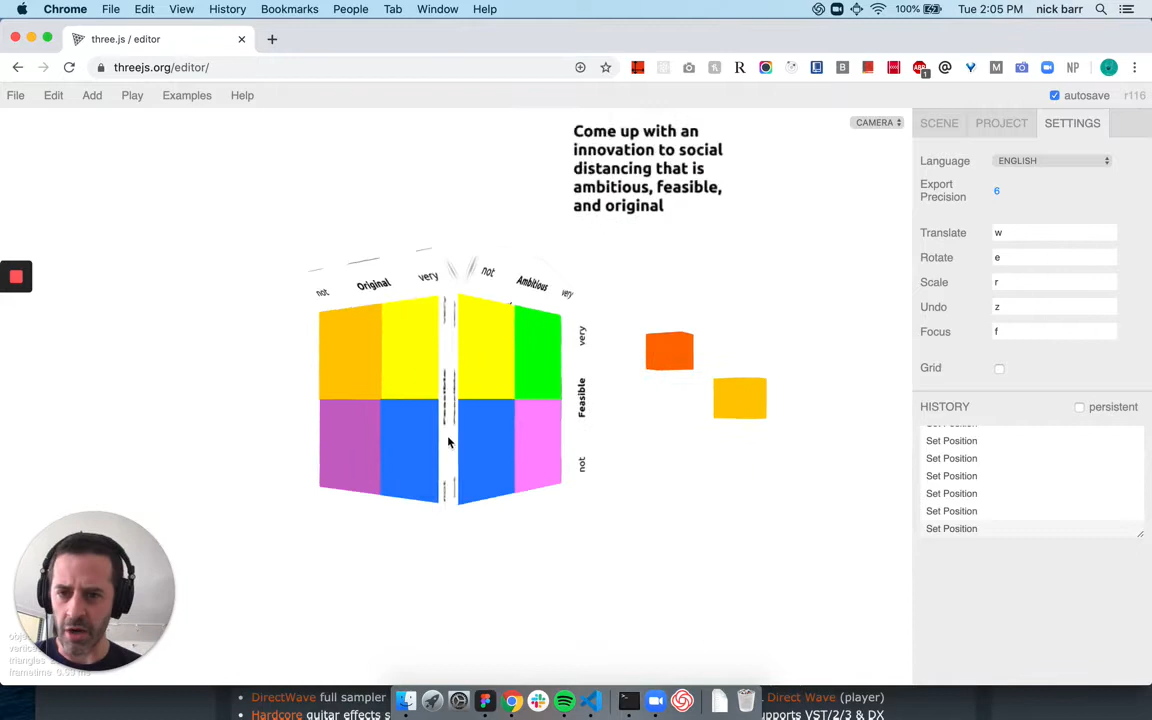 Chrome File Edit View History Bookmarks People Tab Window Help
100% Tue 2:05 PM nick barr
three.js / editor
threejs.org/editor/
File Edit Add Play Examples Help
autosave r116
CAMERA
SCENE PROJECT SETTINGS
Come up with an
innovation to social
distancing that is
ambitious, feasible,
and original
Language ENGLISH
Export
Precision
6
Translate w
Rotate e
Scale r
Undo z
Focus f
Grid
HISTORY persistent
Set Position
Set Position
Set Position
Set Position
Set Position
Set Position
not Original very
not Ambitious very
very
Feasible
not
DirectWave full sampler
Direct Wave (player)
Hardcore guitar effects s
upports VST/2/3 & DX